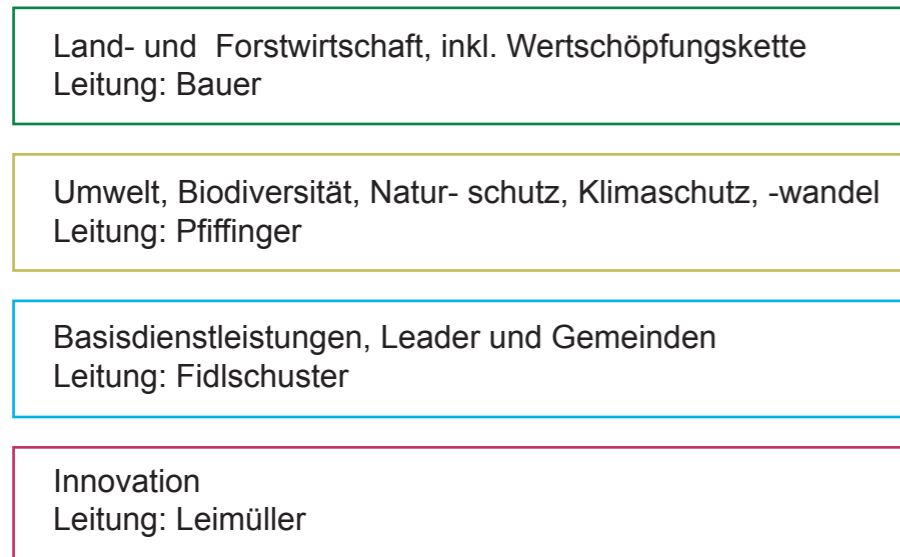 Land- und  Forstwirtschaft, inkl. Wertschöpfungskette
Leitung: Bauer
Umwelt, Biodiversität, Natur- schutz, Klimaschutz, -wandel
Leitung: Pfiffinger
Basisdienstleistungen, Leader und Gemeinden
Leitung: Fidlschuster
Innovation
Leitung: Leimüller